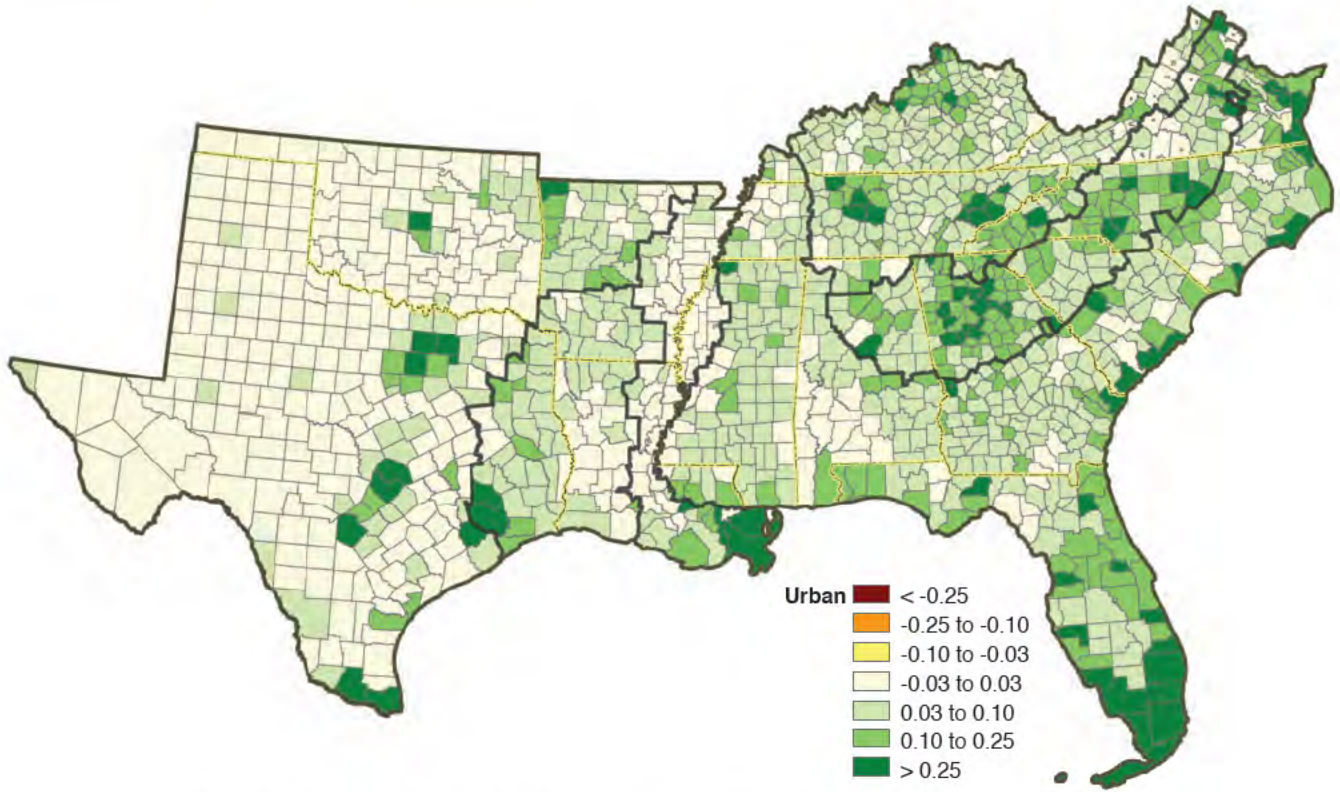 Urban < -0.25
-0.25 to -0.10
-0.10 to -0.03
-0.03 to 0.03
0.03 to 0.10
0.10 to 0.25
> 0.25